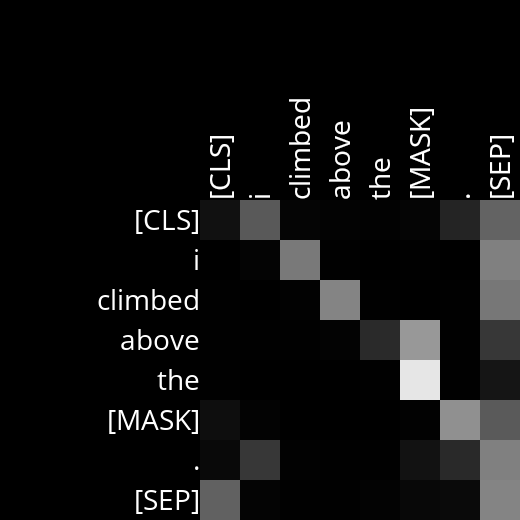 [CLS] i climbed above the [MASK] . [SEP]
[CLS]
i
climbed
above
the
[MASK]
.
[SEP]